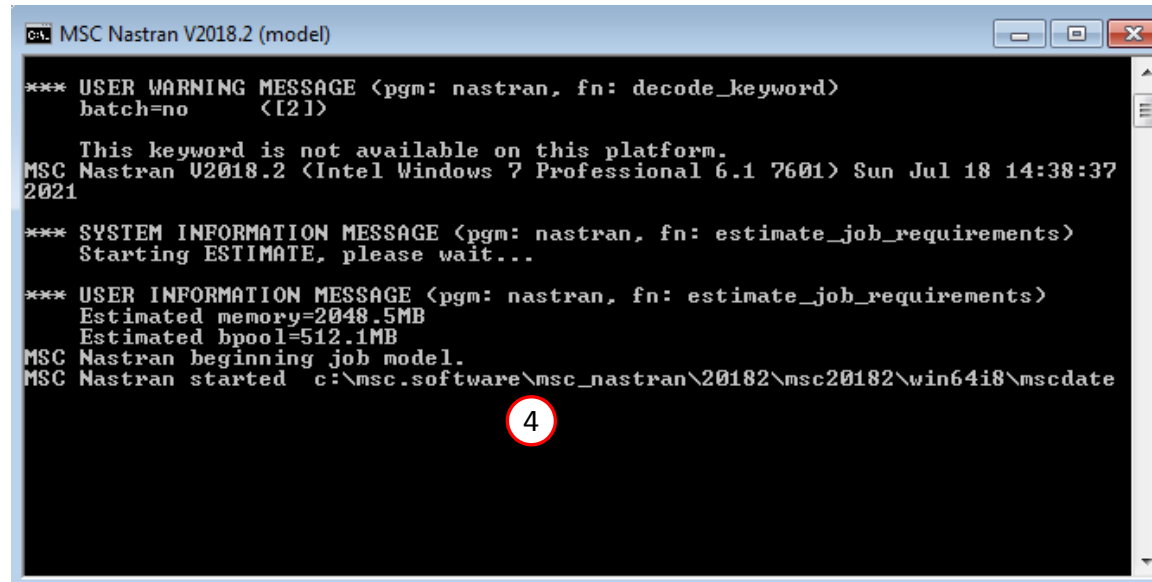 MSC Nastran V2018.2 (model)
*** USER WARNING MESSAGE (pgm: nastran, fn: decode_keyword)
batch=no      ([2])
This keyword is not available on this platform.
MSC Nastran V2018.2 (Intel Windows 7 Professional 6.1 7601) Sun Jul 18 14:38:37
2021
*** SYSTEM INFORMATION MESSAGE (pgm: nastran, fn: estimate_job_requirements)
Starting ESTIMATE, please wait...
*** USER INFORMATION MESSAGE (pgm: nastran, fn: estimate_job_requirements)
Estimated memory=2048.5MB
Estimated bpool=512.1MB
MSC Nastran beginning job model.
MSC Nastran started  c:\msc.software\msc_nastran\20182\msc20182\win64i8\mscdate
4